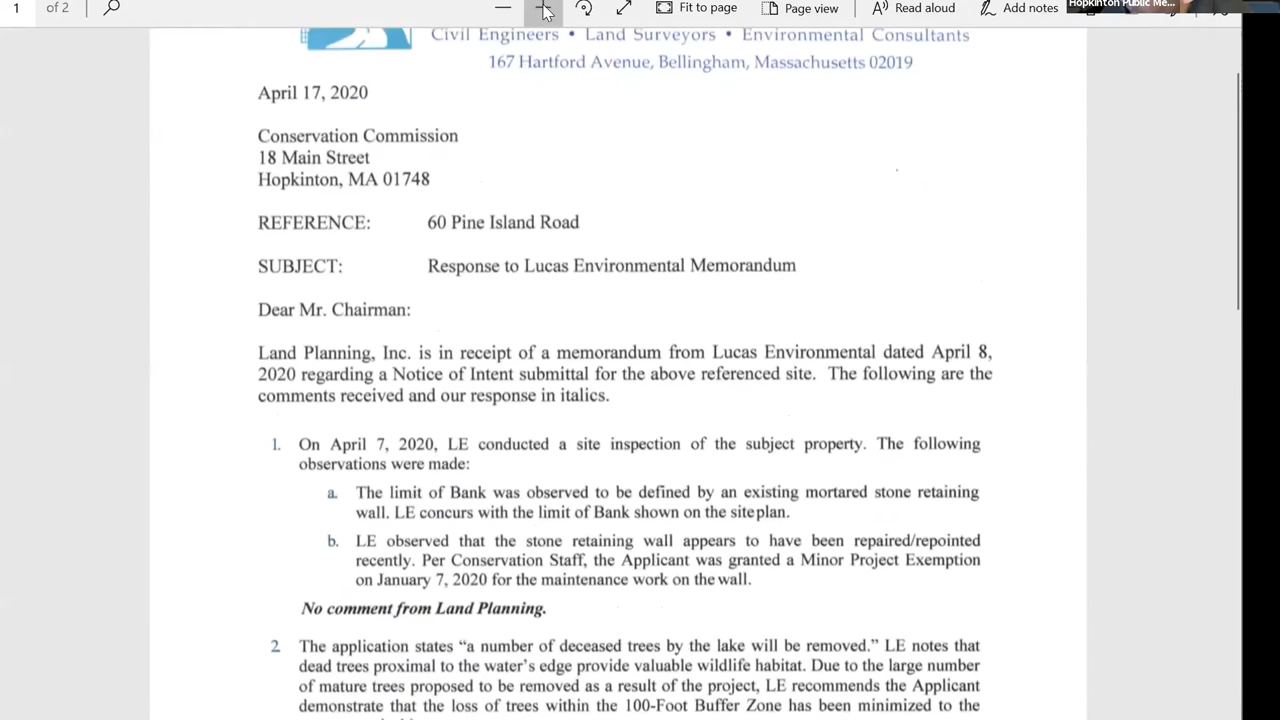 1 of 2 Fit to page Page view Read aloud Add notes Hopkinton Public Me...
Civil Engineers • Land Surveyors • Environmental Consultants
167 Hartford Avenue, Bellingham, Massachusetts 02019
April 17, 2020
Conservation Commission
18 Main Street
Hopkinton, MA 01748
REFERENCE: 60 Pine Island Road
SUBJECT: Response to Lucas Environmental Memorandum
Dear Mr. Chairman:
Land Planning, Inc. is in receipt of a memorandum from Lucas Environmental dated April 8,
2020 regarding a Notice of Intent submittal for the above referenced site. The following are the
comments received and our response in italics.
1. On April 7, 2020, LE conducted a site inspection of the subject property. The following
observations were made:
a. The limit of Bank was observed to be defined by an existing mortared stone retaining
wall. LE concurs with the limit of Bank shown on the siteplan.
b. LE observed that the stone retaining wall appears to have been repaired/repointed
recently. Per Conservation Staff, the Applicant was granted a Minor Project Exemption
on January 7, 2020 for the maintenance work on the wall.
No comment from Land Planning.
2 The application states “a number of deceased trees by the lake will be removed.” LE notes that
dead trees proximal to the water’s edge provide valuable wildlife habitat. Due to the large number
of mature trees proposed to be removed as a result of the project, LE recommends the Applicant
demonstrate that the loss of trees within the 100-Foot Buffer Zone has been minimized to the